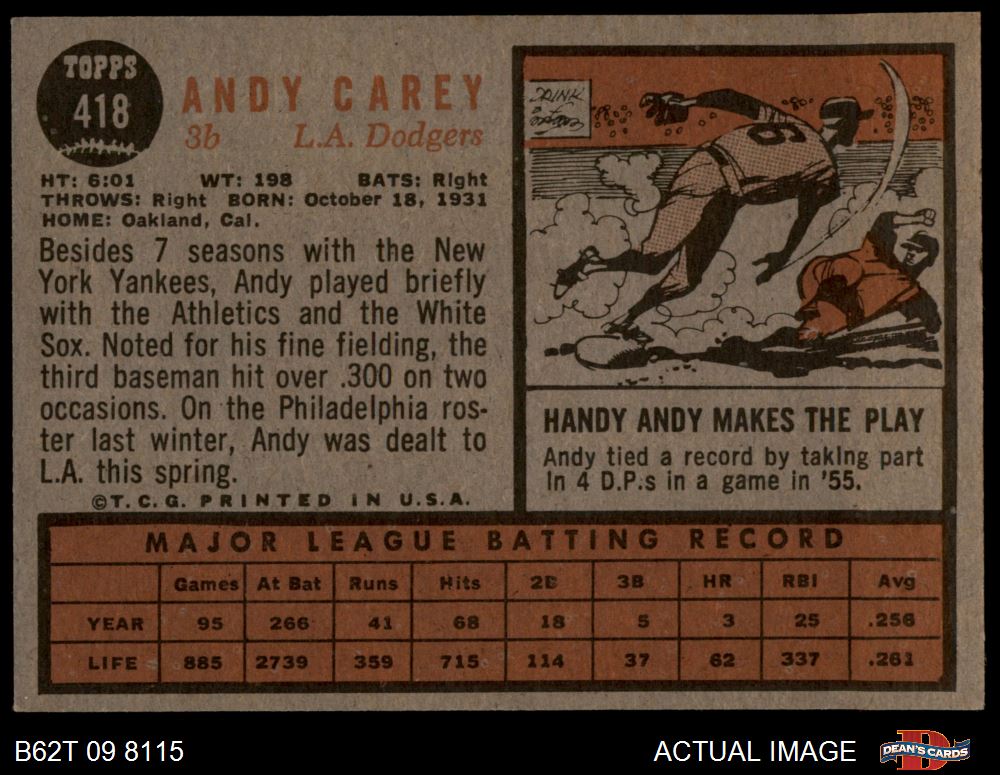 TOPPS
418
ANDY CAREY
3b L.A. Dodgers
HT: 6:01 WT: 198 BATS: Right
THROWS: Right BORN: October 18, 1931
HOME: Oakland, Cal.
Besides 7 seasons with the New
York Yankees, Andy played briefly
with the Athletics and the White
Sox. Noted for his fine fielding, the
third baseman hit over .300 on two
occasions. On the Philadelphia ros-
ter last winter, Andy was dealt to
L.A. this spring.
©T.C.G. PRINTED IN U.S.A.
DRINK
6
HANDY ANDY MAKES THE PLAY
Andy tied a record by taking part
in 4 D.P.s in a game in '55.
MAJOR LEAGUE BATTING RECORD
Games At Bat Runs Hits 2B 3B HR RBI Avg
YEAR 95 266 41 68 18 5 3 25 .256
LIFE 885 2739 359 715 114 37 62 337 .261
B62T 09 8115
ACTUAL IMAGE
DEAN'S CARDS